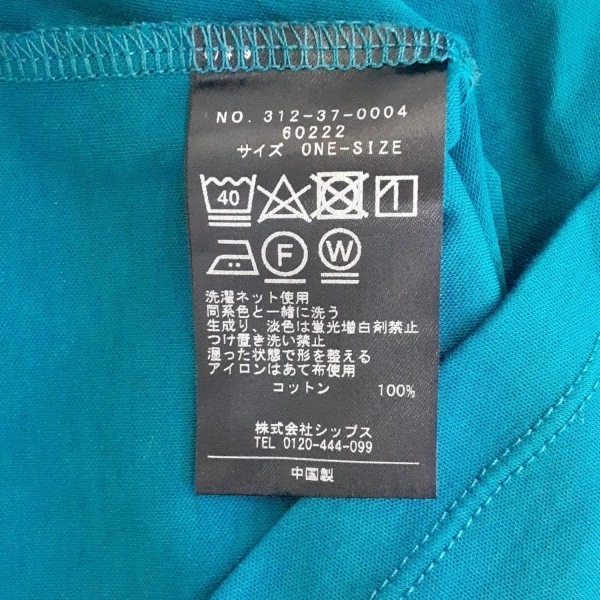 NO. 312-37-0004
60222
サイズ ONE-SIZE
40
F W
洗濯ネット使用
同系色と一緒に洗う
生成り、淡色は蛍光増白剤禁止
つけ置き洗い禁止
湿った状態で形を整える
アイロンはあて布使用
コットン 100%
株式会社シップス
TEL 0120-444-099
中国製